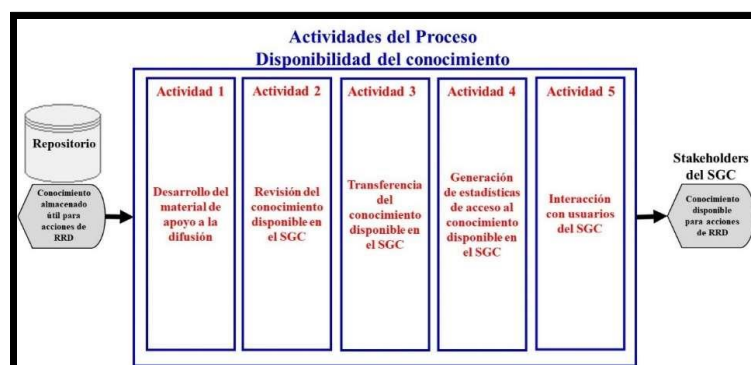 Actividades del Proceso
Disponibilidad del conocimiento
Repositorio
Conocimiento
almacenado
útil para
acciones de
RRD
Actividad 1
Desarrollo del
material de
apoyo a la
difusión
Actividad 2
Revisión del
conocimiento
disponible en
el SGC
Actividad 3
Transferencia
del
conocimiento
disponible en
el SGC
Actividad 4
Generación
de estadísticas
de acceso al
conocimiento
disponible en
el SGC
Actividad 5
Interacción
con usuarios
del SGC
Stakeholders
del SGC
Conocimiento
disponible
para acciones
de RRD